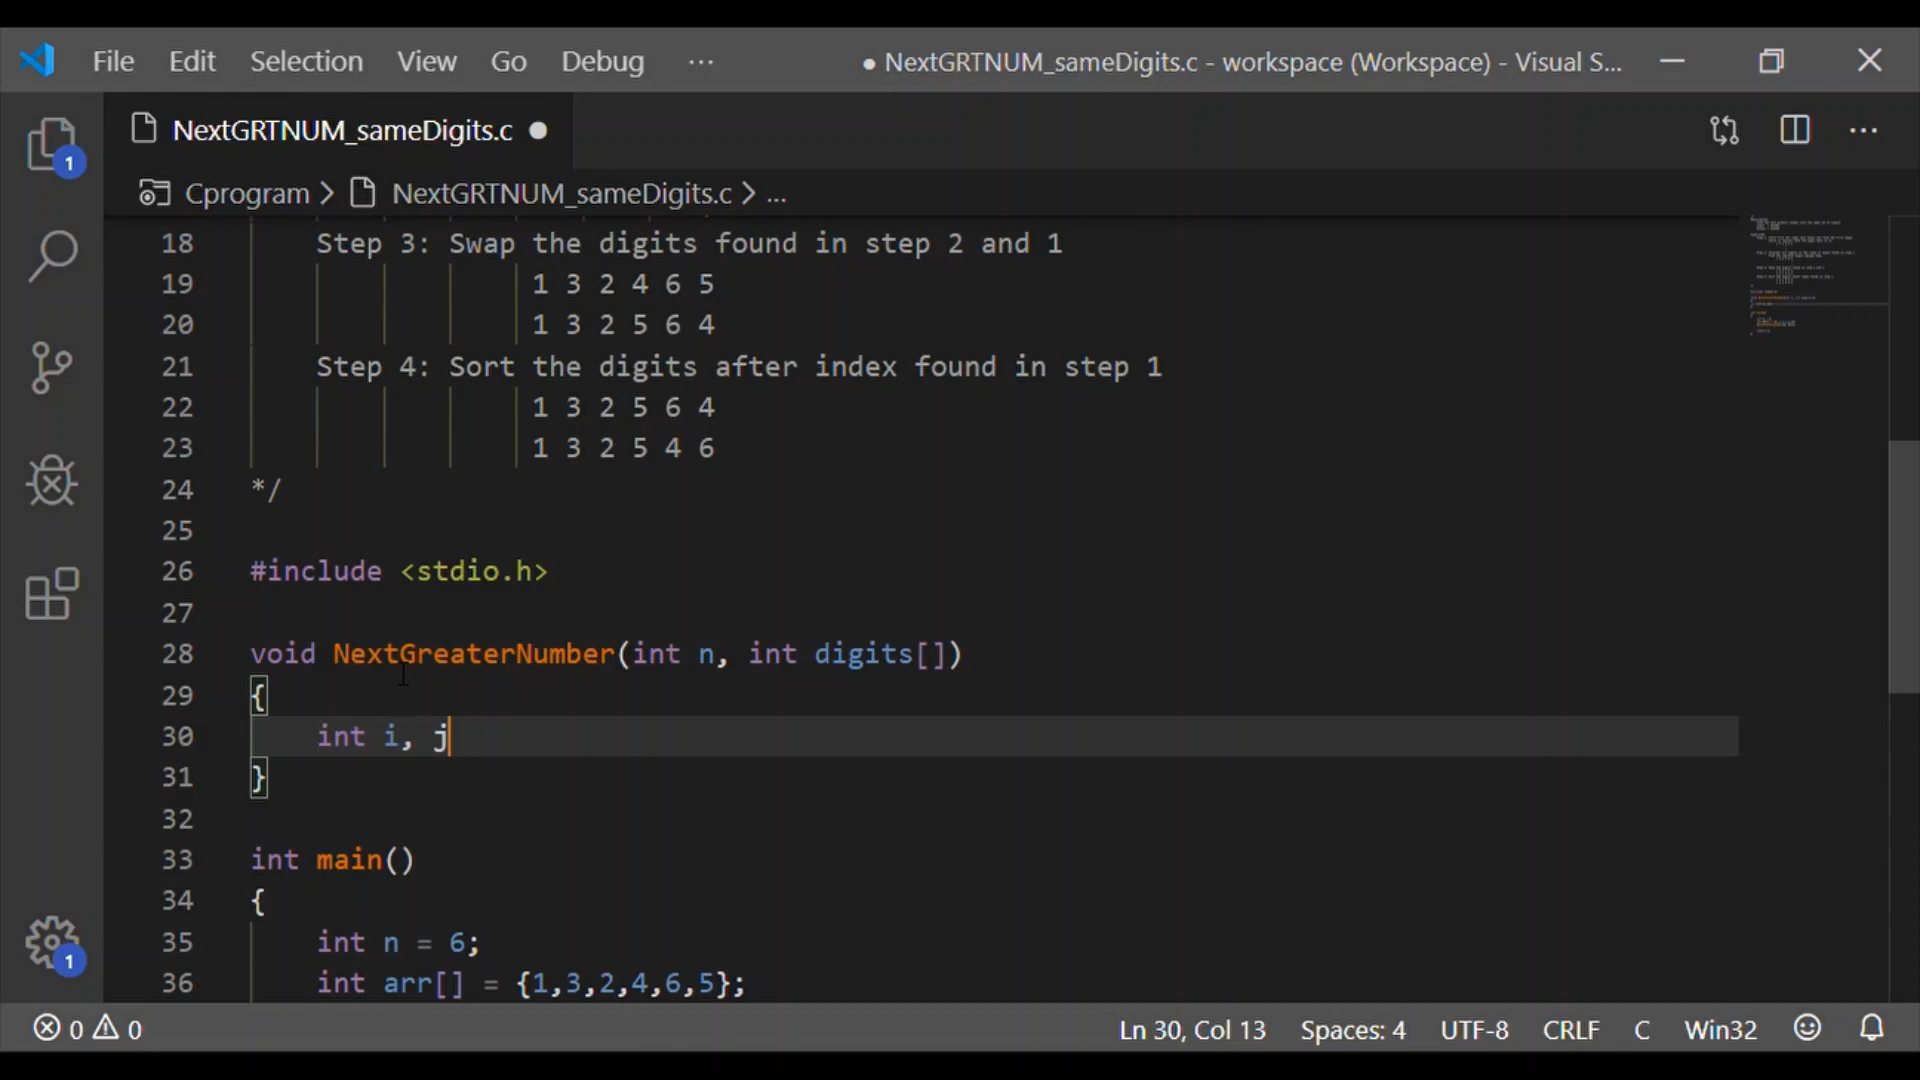 File Edit Selection View Go Debug ··· ● NextGRTNUM_sameDigits.c - workspace (Workspace) - Visual S...
NextGRTNUM_sameDigits.c
1
Cprogram > NextGRTNUM_sameDigits.c > ...
18 Step 3: Swap the digits found in step 2 and 1
19 1 3 2 4 6 5
20 1 3 2 5 6 4
21 Step 4: Sort the digits after index found in step 1
22 1 3 2 5 6 4
23 1 3 2 5 4 6
24 */
25
26 #include <stdio.h>
27
28 void NextGreaterNumber(int n, int digits[])
29 {
30 int i, j
31 }
32
33 int main()
34 {
35 int n = 6;
36 int arr[] = {1,3,2,4,6,5};
1
0 0 Ln 30, Col 13 Spaces: 4 UTF-8 CRLF C Win32